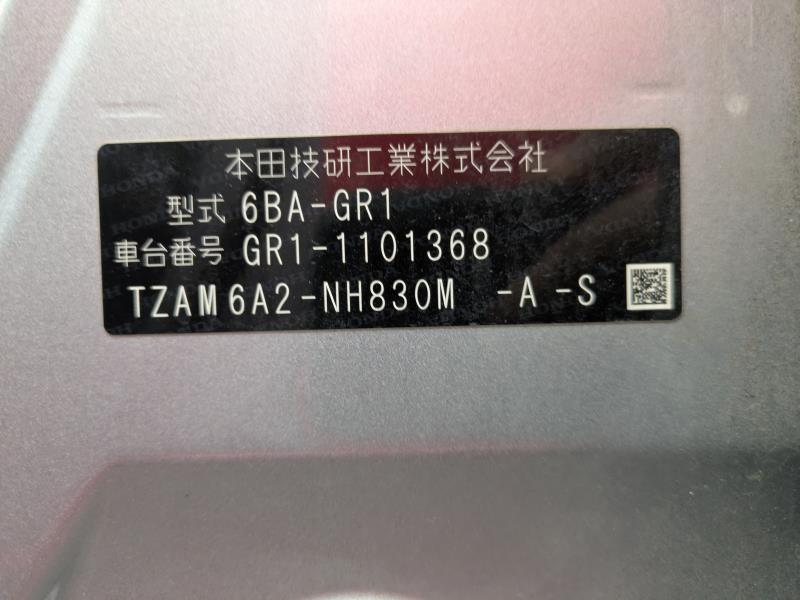 本田技研工業株式会社
型式 6BA-GR1
車台番号 GR1-1101368
TZAM6A2-NH830M -A -S